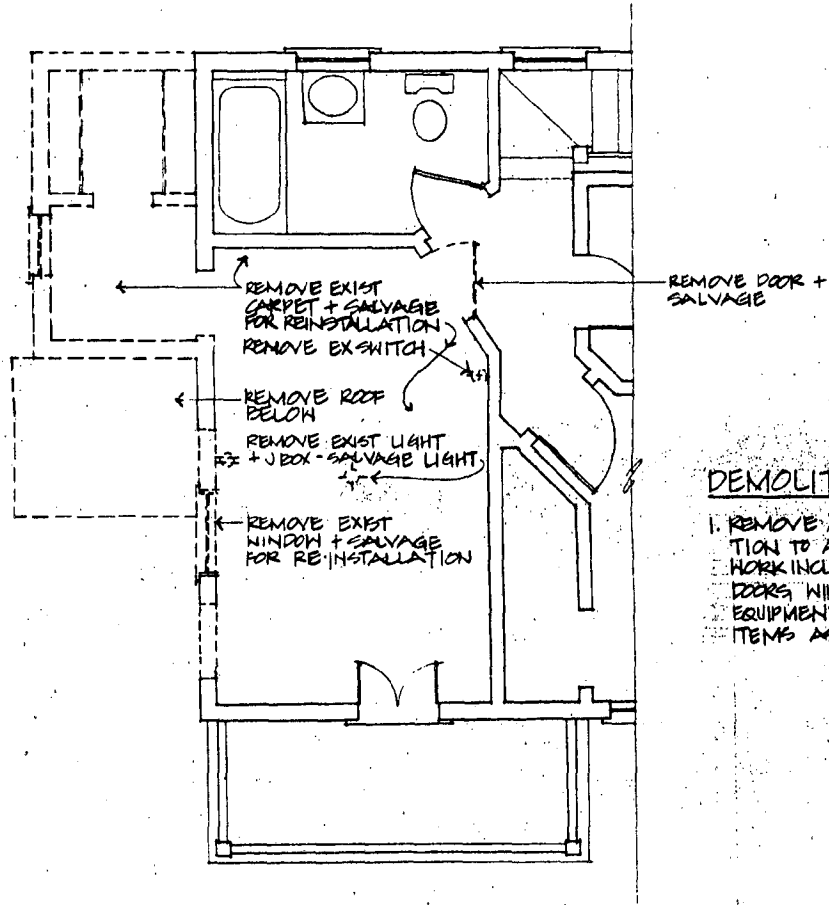 REMOVE EXIST
CARPET + SALVAGE
FOR REINSTALLATION
REMOVE EX SWITCH
REMOVE DOOR +
SALVAGE
REMOVE ROOF
BELOW
REMOVE EXIST LIGHT
+ J BOX - SALVAGE LIGHT
REMOVE EXIST
WINDOW + SALVAGE
FOR RE-INSTALLATION
DEMOLIT
1. REMOVE
TION TO
WORK INCL
DOORS, WI
EQUIPMEN
ITEMS